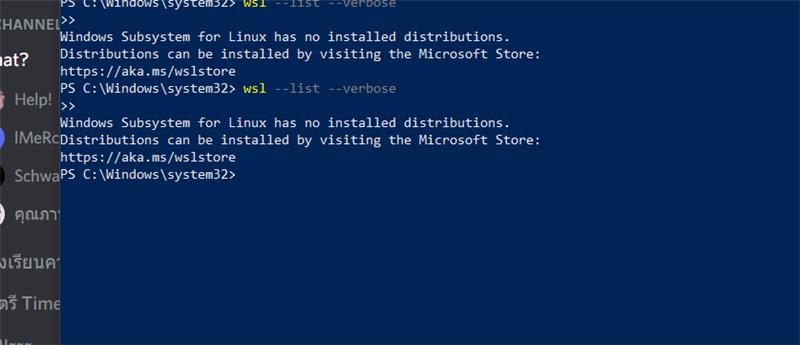 PS C:\Windows\system32> wsl --list --verbose
>>
Windows Subsystem for Linux has no installed distributions.
Distributions can be installed by visiting the Microsoft Store:
https://aka.ms/wslstore
PS C:\Windows\system32> wsl --list --verbose
>>
Windows Subsystem for Linux has no installed distributions.
Distributions can be installed by visiting the Microsoft Store:
https://aka.ms/wslstore
PS C:\Windows\system32>
CHANNEL
hat?
Help!
IMeRo
Schwa
คุณภา
งเรียนคว
ตรี Time